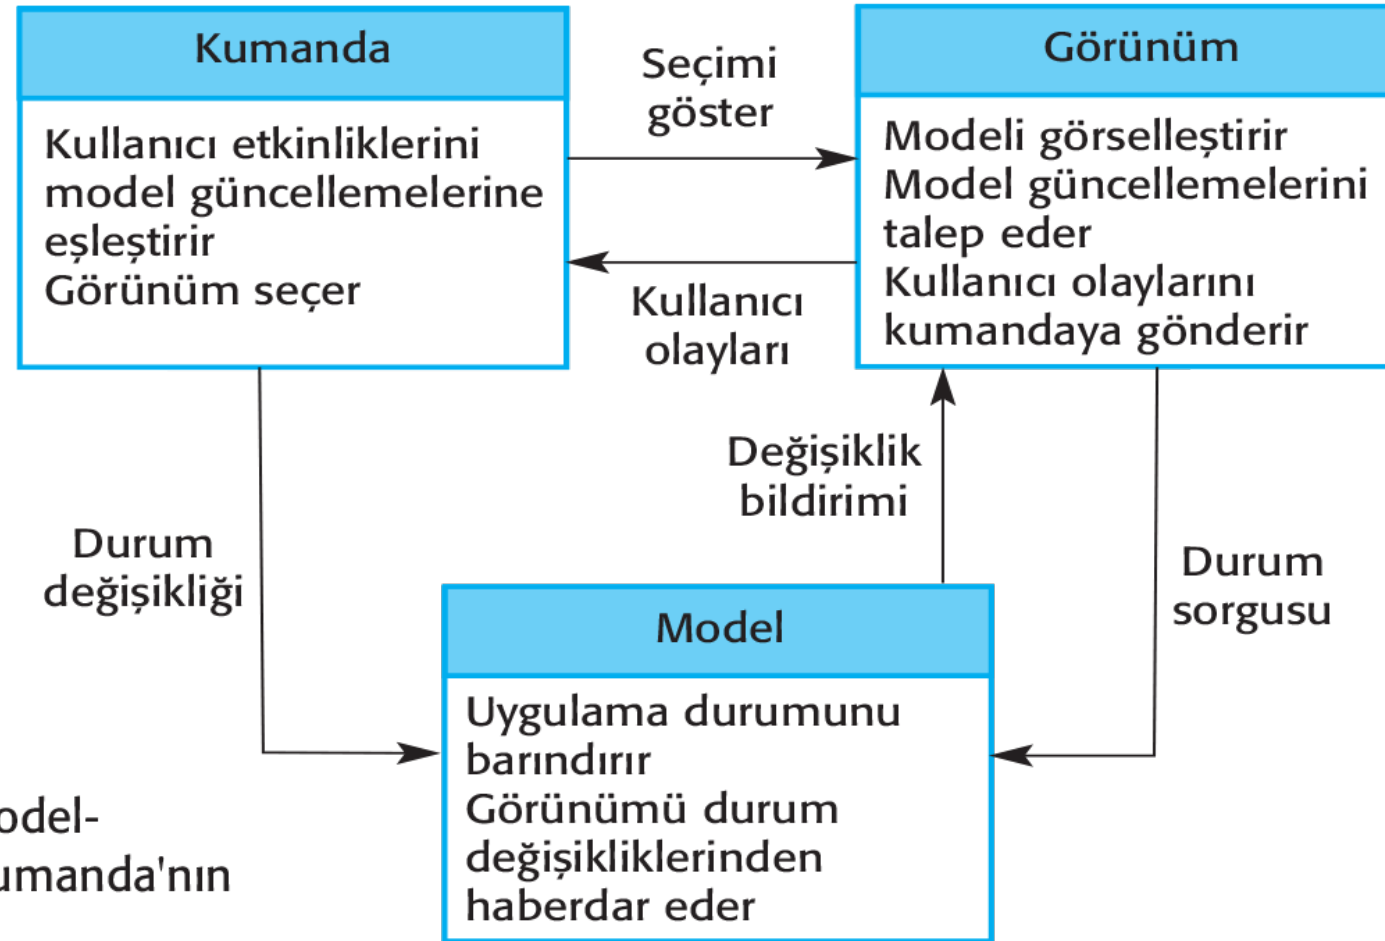 Kumanda
Kullanıcı etkinliklerini
model güncellemelerine
eşleştirir
Görünüm seçer
Seçimi
göster
Kullanıcı
olayları
Görünüm
Modeli görselleştirir
Model güncellemelerini
talep eder
Kullanıcı olaylarını
kumandaya gönderir
Durum
değişikliği
Değişiklik
bildirimi
Durum
sorgusu
Model
Uygulama durumunu
barındırır
Görünümü durum
değişikliklerinden
haberdar eder
odel-
umanda'nın